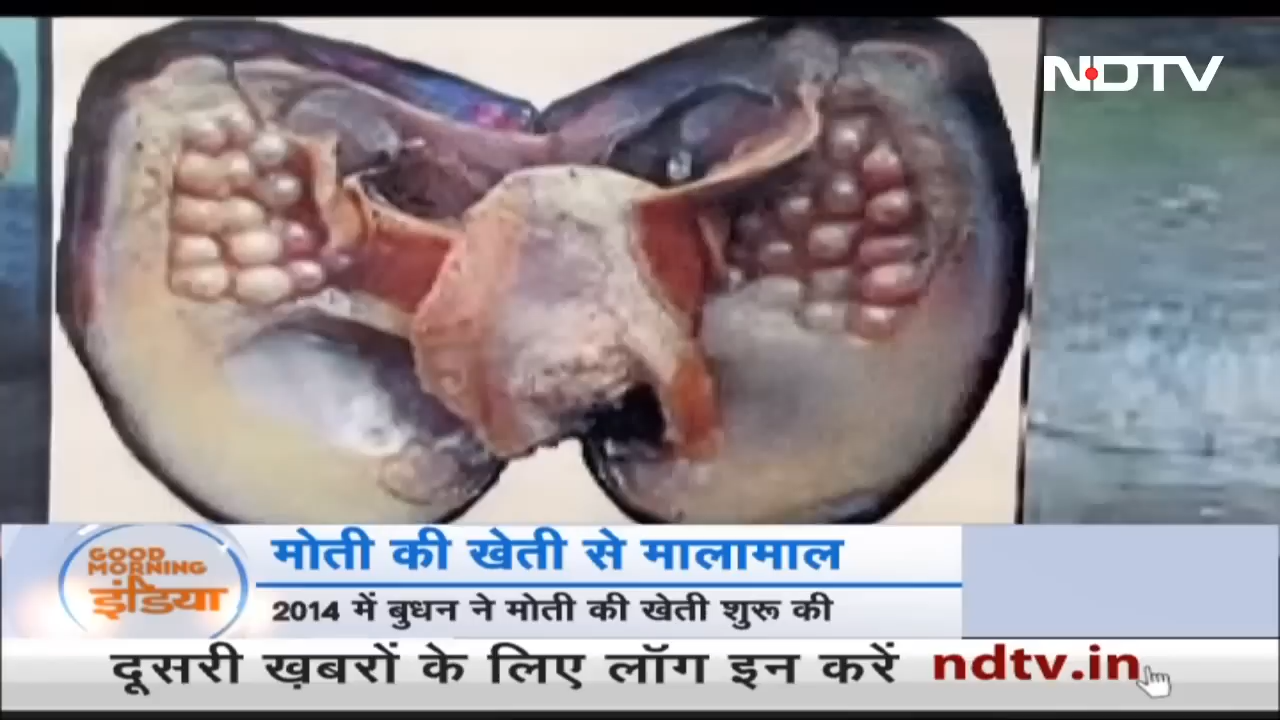 NDTV
GOOD
MORNING
इंडिया
मोती की खेती से मालामाल
2014 में बुधन ने मोती की खेती शुरू की
दूसरी ख़बरों के लिए लॉग इन करें ndtv.in